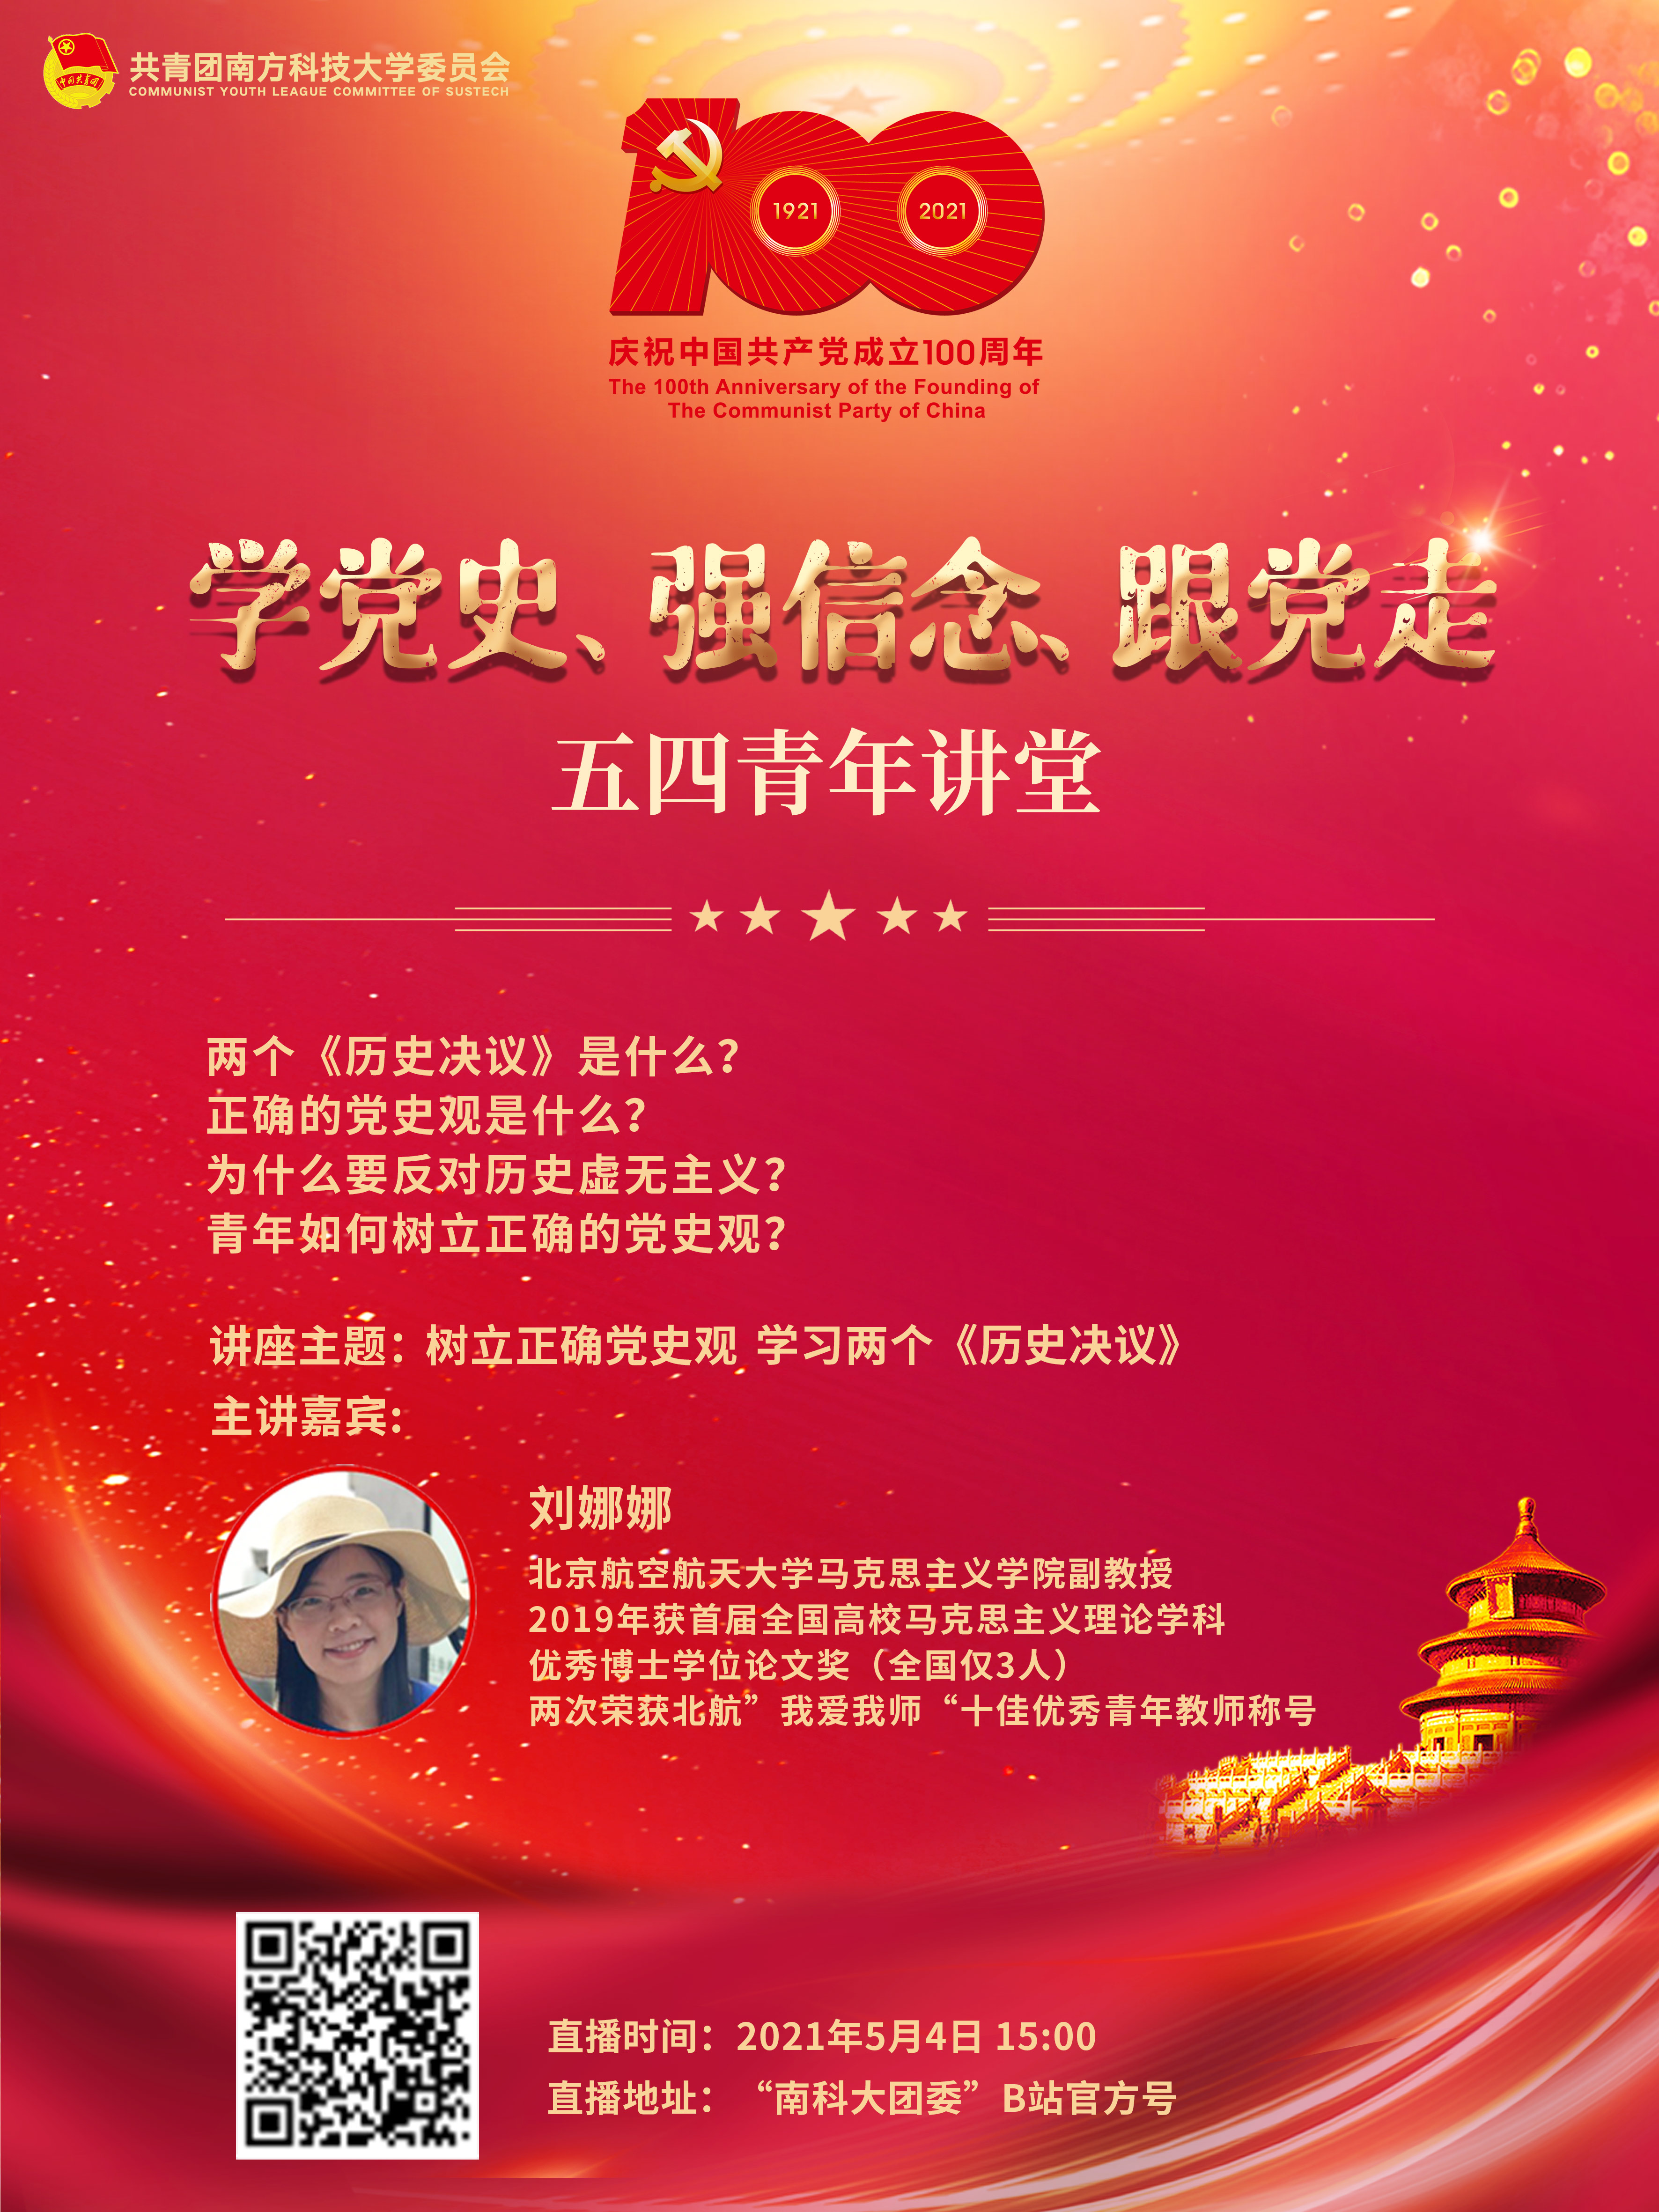 共青团南方科技大学委员会
COMMUNIST YOUTH LEAGUE COMMITTEE OF SUSTECH
中国共青团
1921
2021
庆祝中国共产党成立100周年
The 100th Anniversary of the Founding of
The Communist Party of China
学党史、强信念、跟党走
五四青年讲堂
两个《历史决议》是什么？
正确的党史观是什么？
为什么要反对历史虚无主义？
青年如何树立正确的党史观？
讲座主题：树立正确党史观 学习两个《历史决议》
主讲嘉宾：
刘娜娜
北京航空航天大学马克思主义学院副教授
2019年获首届全国高校马克思主义理论学科
优秀博士学位论文奖（全国仅3人）
两次荣获北航”我爱我师“十佳优秀青年教师称号
直播时间：2021年5月4日 15:00
直播地址：“南科大团委”B站官方号